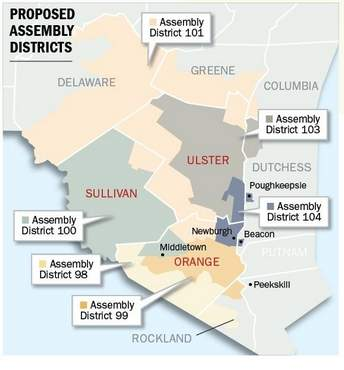 PROPOSED
ASSEMBLY
DISTRICTS
Assembly
District 101
DELAWARE
GREENE
COLUMBIA
Assembly
District 103
ULSTER
DUTCHESS
Poughkeepsie
SULLIVAN
Assembly
District 104
Assembly
District 100
Newburgh
Beacon
Middletown
PUTNAM
ORANGE
Assembly
District 98
Peekskill
Assembly
District 99
ROCKLAND